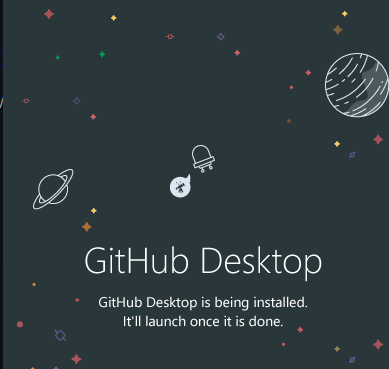 GitHub Desktop
GitHub Desktop is being installed.
It'll launch once it is done.